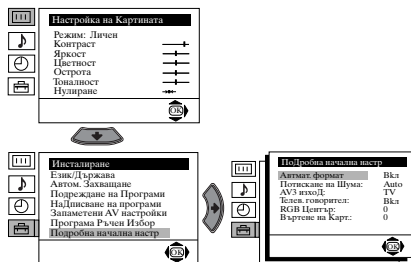 Настройка на Картината
Режим: Личен
Контраст
Яркост
Цветност
Острота
Тоналност
Нулиране
OK
Инсталиране
Език/Държава
Автом. Захващане
Подреждане на Програми
НаДписване на програми
Запаметени AV настройки
Програма Ръчен Избор
Подробна начална настр
OK
ПоДробна начална настр
Автмат. формат Вкл
Потискане на Шума: Auto
AV3 изхоД: TV
Телев. говорител: Вкл
RGB Център: 0
Въртене на Карт.: 0
OK